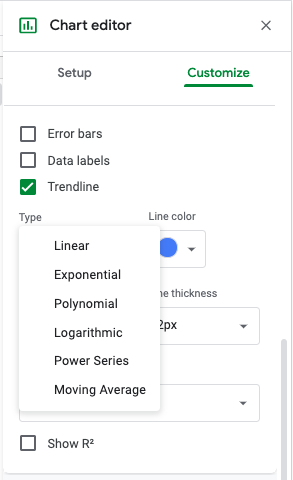 Chart editor
Setup
Customize
Error bars
Data labels
Trendline
Type
Line color
Linear
Exponential
Polynomial
Logarithmic
Power Series
Moving Average
thickness
2px
Show R²